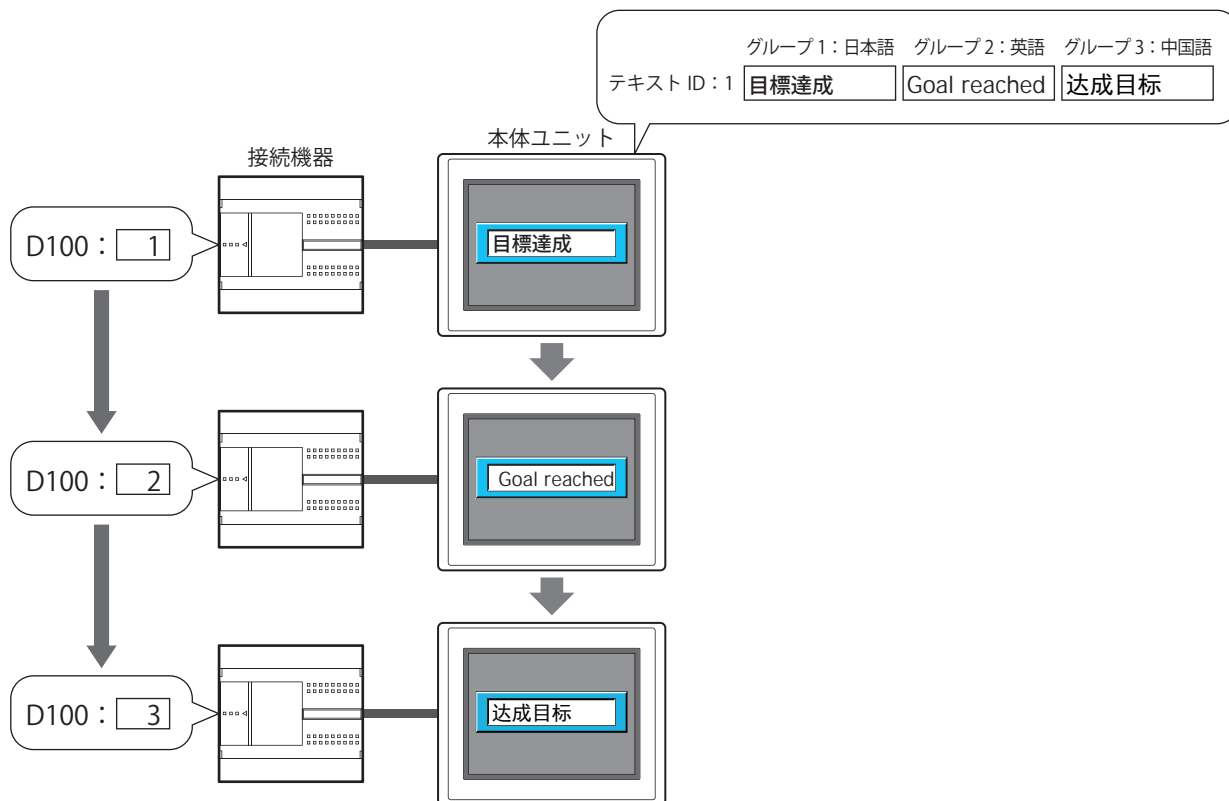 グループ 1：日本語 グループ 2：英語 グループ 3：中国語
テキスト ID：1 目標達成 Goal reached 达成目标
接続機器 本体ユニット
D100： 1
目標達成
D100： 2
Goal reached
D100： 3
达成目标